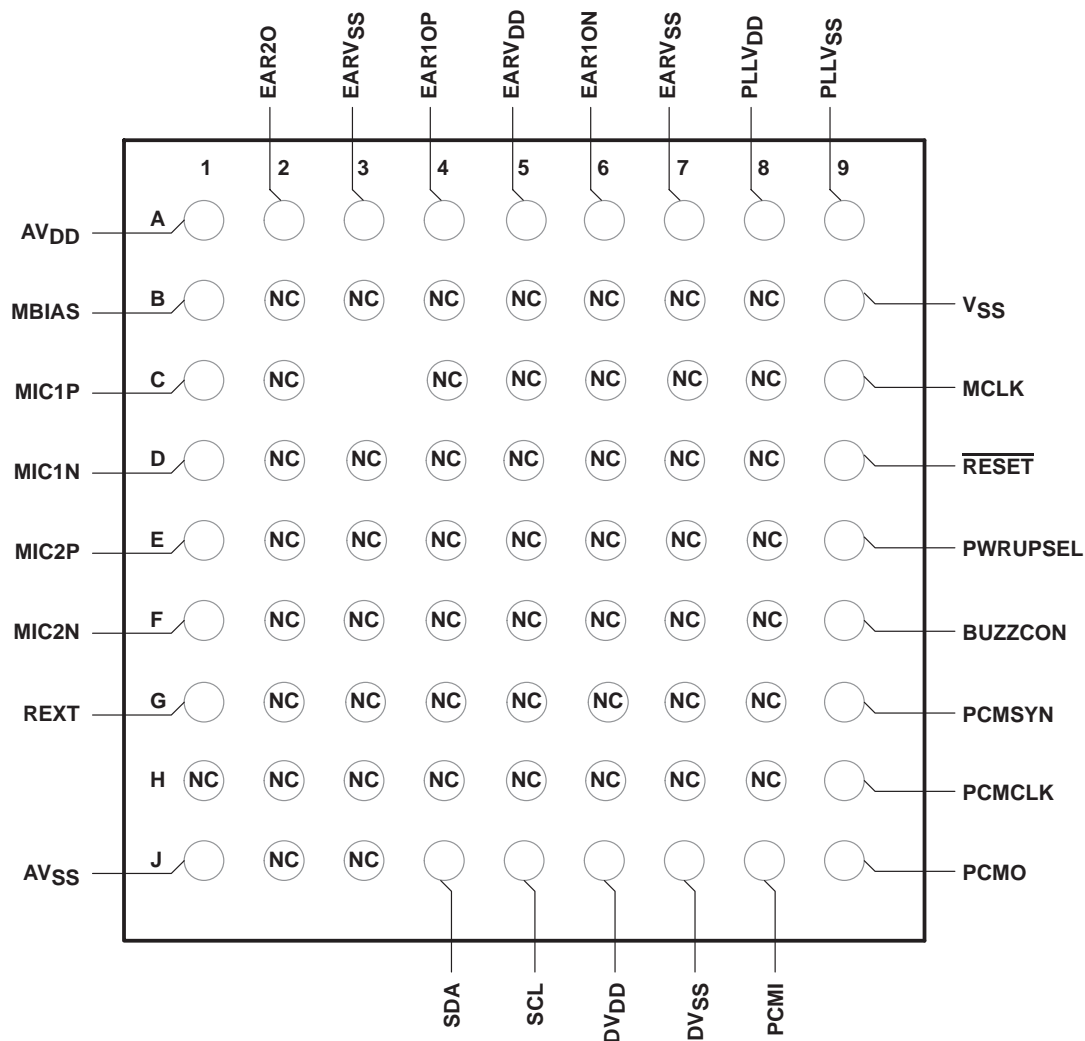 EAR2O EARVSS EAR1OP EARVDD EAR1ON EARVSS PLLVDD PLLVSS
1 2 3 4 5 6 7 8 9
AVDD A
MBIAS B NC NC NC NC NC NC NC VSS
MIC1P C NC NC NC NC NC NC MCLK
MIC1N D NC NC NC NC NC NC NC RESET
MIC2P E NC NC NC NC NC NC NC PWRUPSEL
MIC2N F NC NC NC NC NC NC NC BUZZCON
REXT G NC NC NC NC NC NC NC PCMSYN
H NC NC NC NC NC NC NC NC PCMCLK
AVSS J NC NC PCMO
SDA SCL DVDD DVSS PCMI